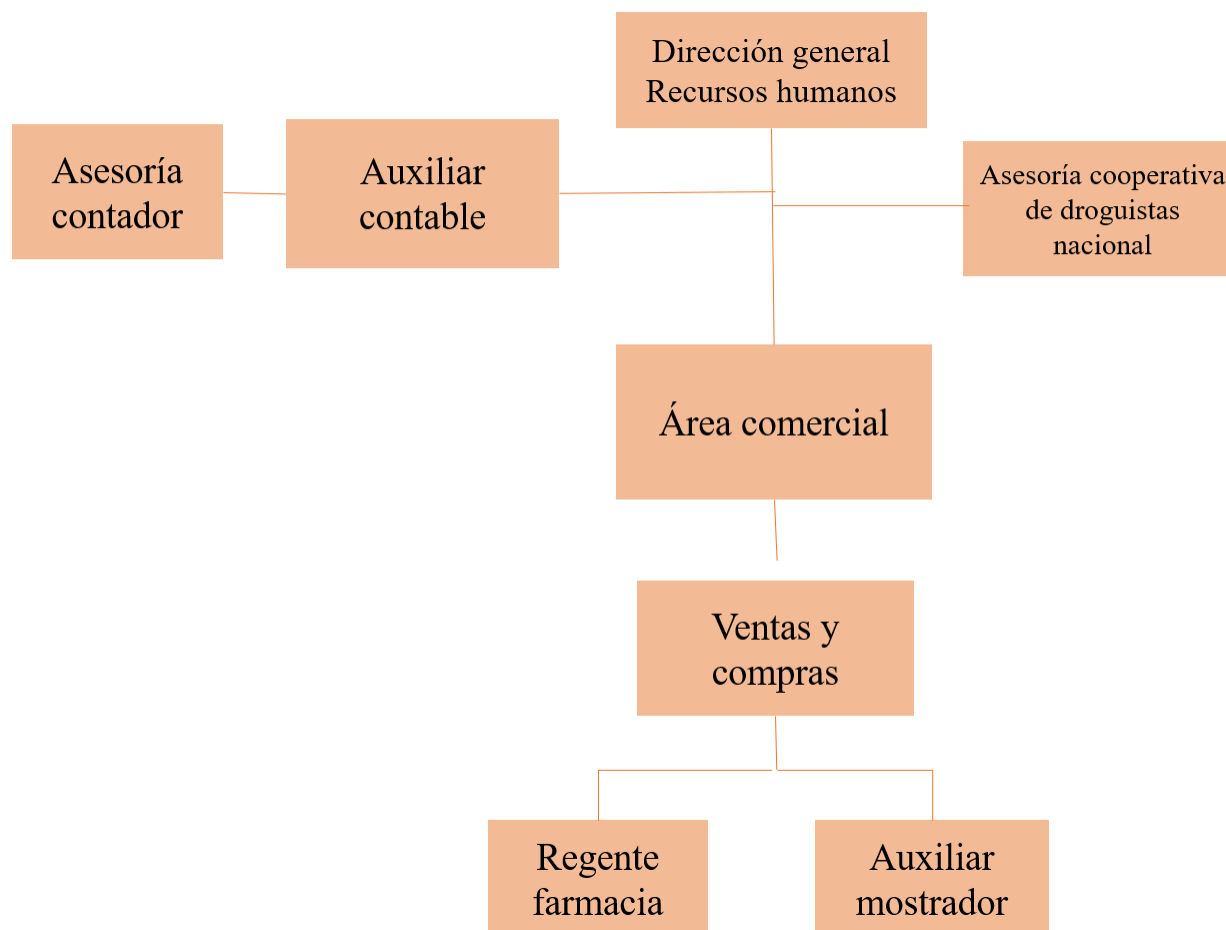 Dirección general
Recursos humanos
Asesoría
contador
Auxiliar
contable
Asesoría cooperativa
de droguistas
nacional
Área comercial
Ventas y
compras
Regente
farmacia
Auxiliar
mostrador